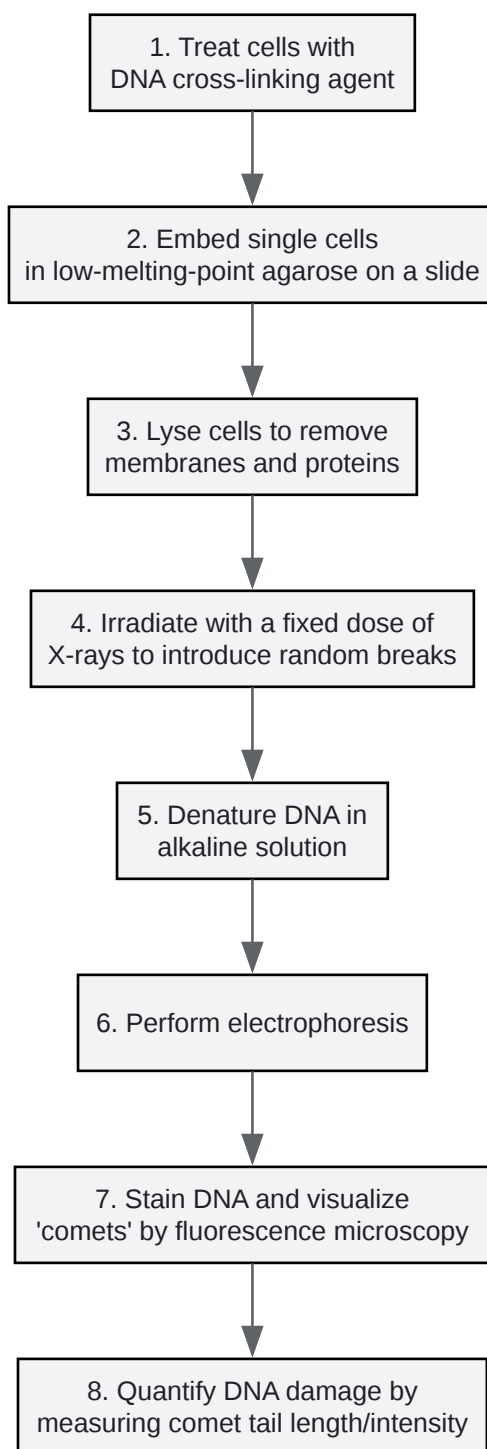 1. Treat cells with
DNA cross-linking agent
2. Embed single cells
in low-melting-point agarose on a slide
3. Lyse cells to remove
membranes and proteins
4. Irradiate with a fixed dose of
X-rays to introduce random breaks
5. Denature DNA in
alkaline solution
6. Perform electrophoresis
7. Stain DNA and visualize
'comets' by fluorescence microscopy
8. Quantify DNA damage by
measuring comet tail length/intensity